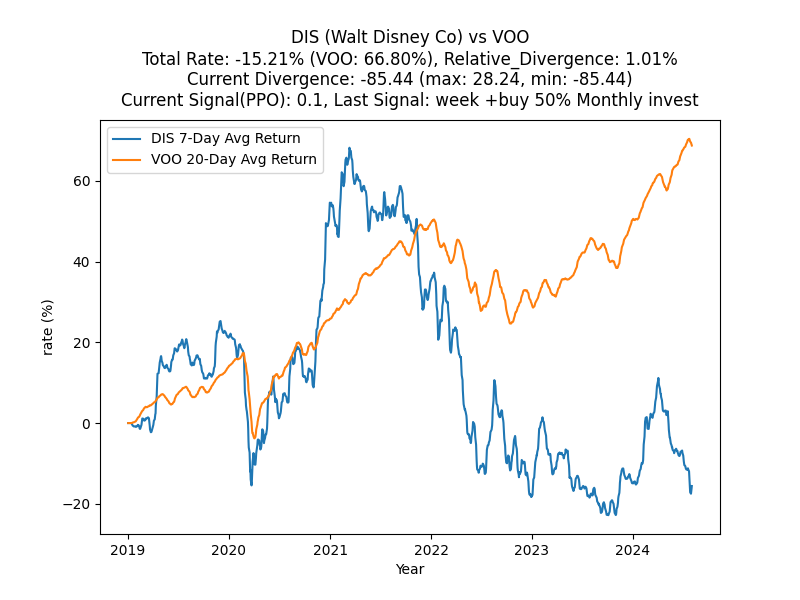 DIS (Walt Disney Co) vs VOO
Total Rate: -15.21% (VOO: 66.80%), Relative_Divergence: 1.01%
Current Divergence: -85.44 (max: 28.24, min: -85.44)
Current Signal(PPO): 0.1, Last Signal: week +buy 50% Monthly invest
DIS 7-Day Avg Return
VOO 20-Day Avg Return
rate (%)
60
40
20
0
−20
2019 2020 2021 2022 2023 2024
Year